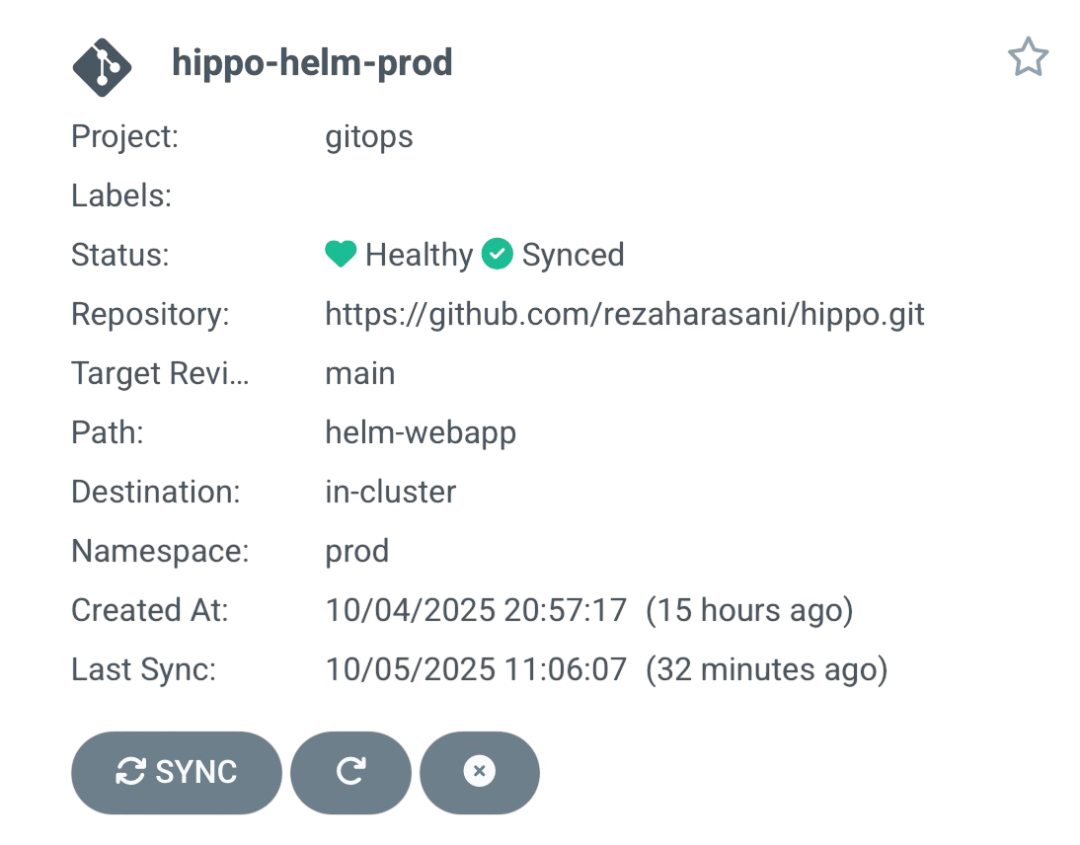 hippo-helm-prod
Project: gitops
Labels:
Status: Healthy Synced
Repository: https://github.com/rezaharasani/hippo.git
Target Revi... main
Path: helm-webapp
Destination: in-cluster
Namespace: prod
Created At: 10/04/2025 20:57:17 (15 hours ago)
Last Sync: 10/05/2025 11:06:07 (32 minutes ago)
SYNC